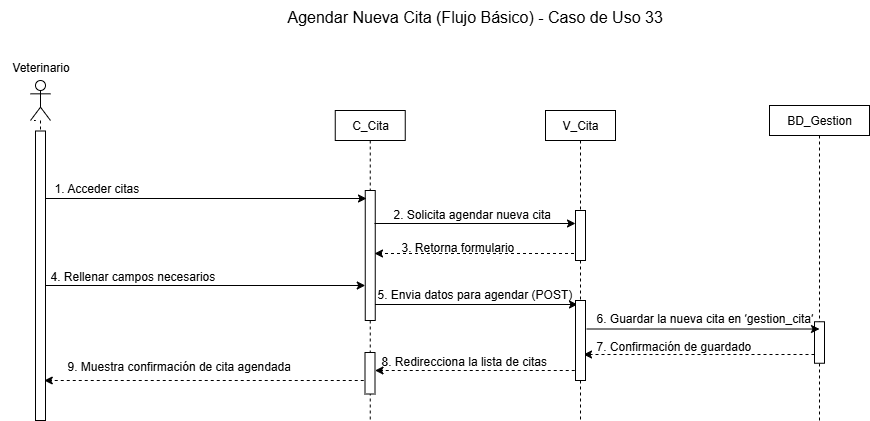 Agendar Nueva Cita (Flujo Básico) - Caso de Uso 33
Veterinario
C_Cita
V_Cita
BD_Gestion
1. Acceder citas
2. Solicita agendar nueva cita
3. Retorna formulario
4. Rellenar campos necesarios
5. Envia datos para agendar (POST)
6. Guardar la nueva cita en 'gestion_cita'
7. Confirmación de guardado
8. Redirecciona la lista de citas
9. Muestra confirmación de cita agendada